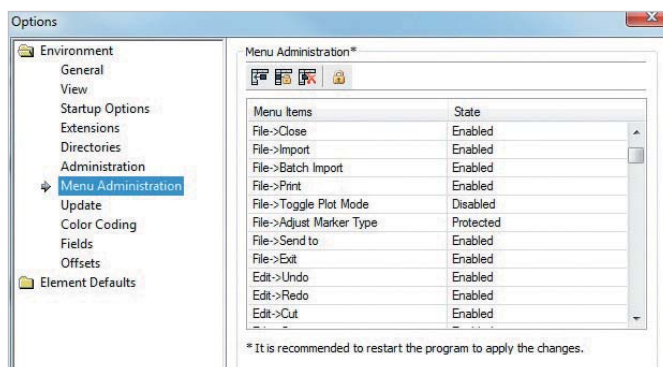 Options
Environment
General
View
Startup Options
Extensions
Directories
Administration
Menu Administration
Update
Color Coding
Fields
Offsets
Element Defaults
Menu Administration*
Menu Items State
File->Close Enabled
File->Import Enabled
File->Batch Import Enabled
File->Print Enabled
File->Toggle Plot Mode Disabled
File->Adjust Marker Type Protected
File->Send to Enabled
File->Exit Enabled
Edit->Undo Enabled
Edit->Redo Enabled
Edit->Cut Enabled
* It is recommended to restart the program to apply the changes.